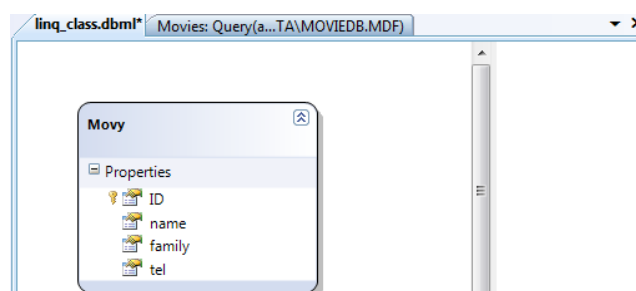 linq_class.dbml* Movies: Query(a...TA\MOVIEDB.MDF)
Movy
Properties
ID
name
family
tel